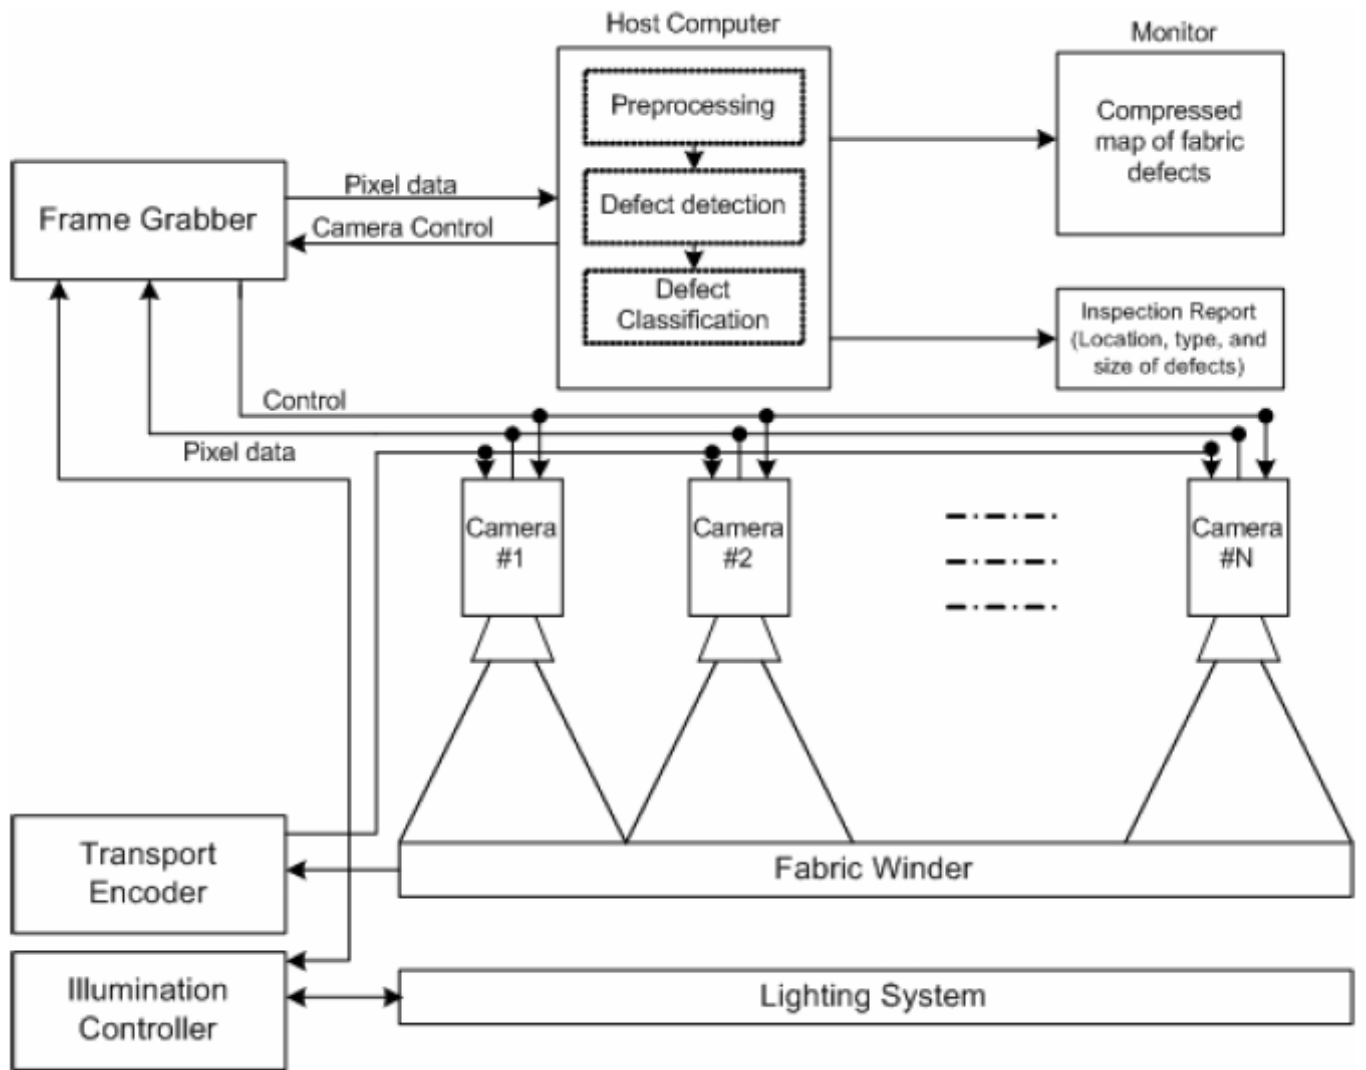 Host Computer
Monitor
Preprocessing
Compressed
map of fabric
defects
Pixel data
Defect detection
Frame Grabber
Camera Control
Defect
Classification
Inspection Report
(Location, type, and
size of defects)
Control
Pixel data
Camera
#1
Camera
#2
Camera
#N
Transport
Encoder
Fabric Winder
Illumination
Controller
Lighting System